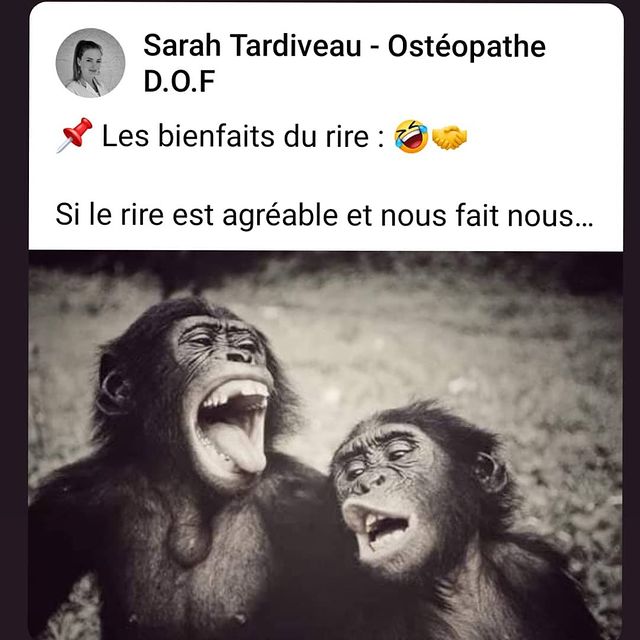 Sarah Tardiveau - Ostéopathe
D.O.F
📌 Les bienfaits du rire : 🤣🤝
Si le rire est agréable et nous fait nous...